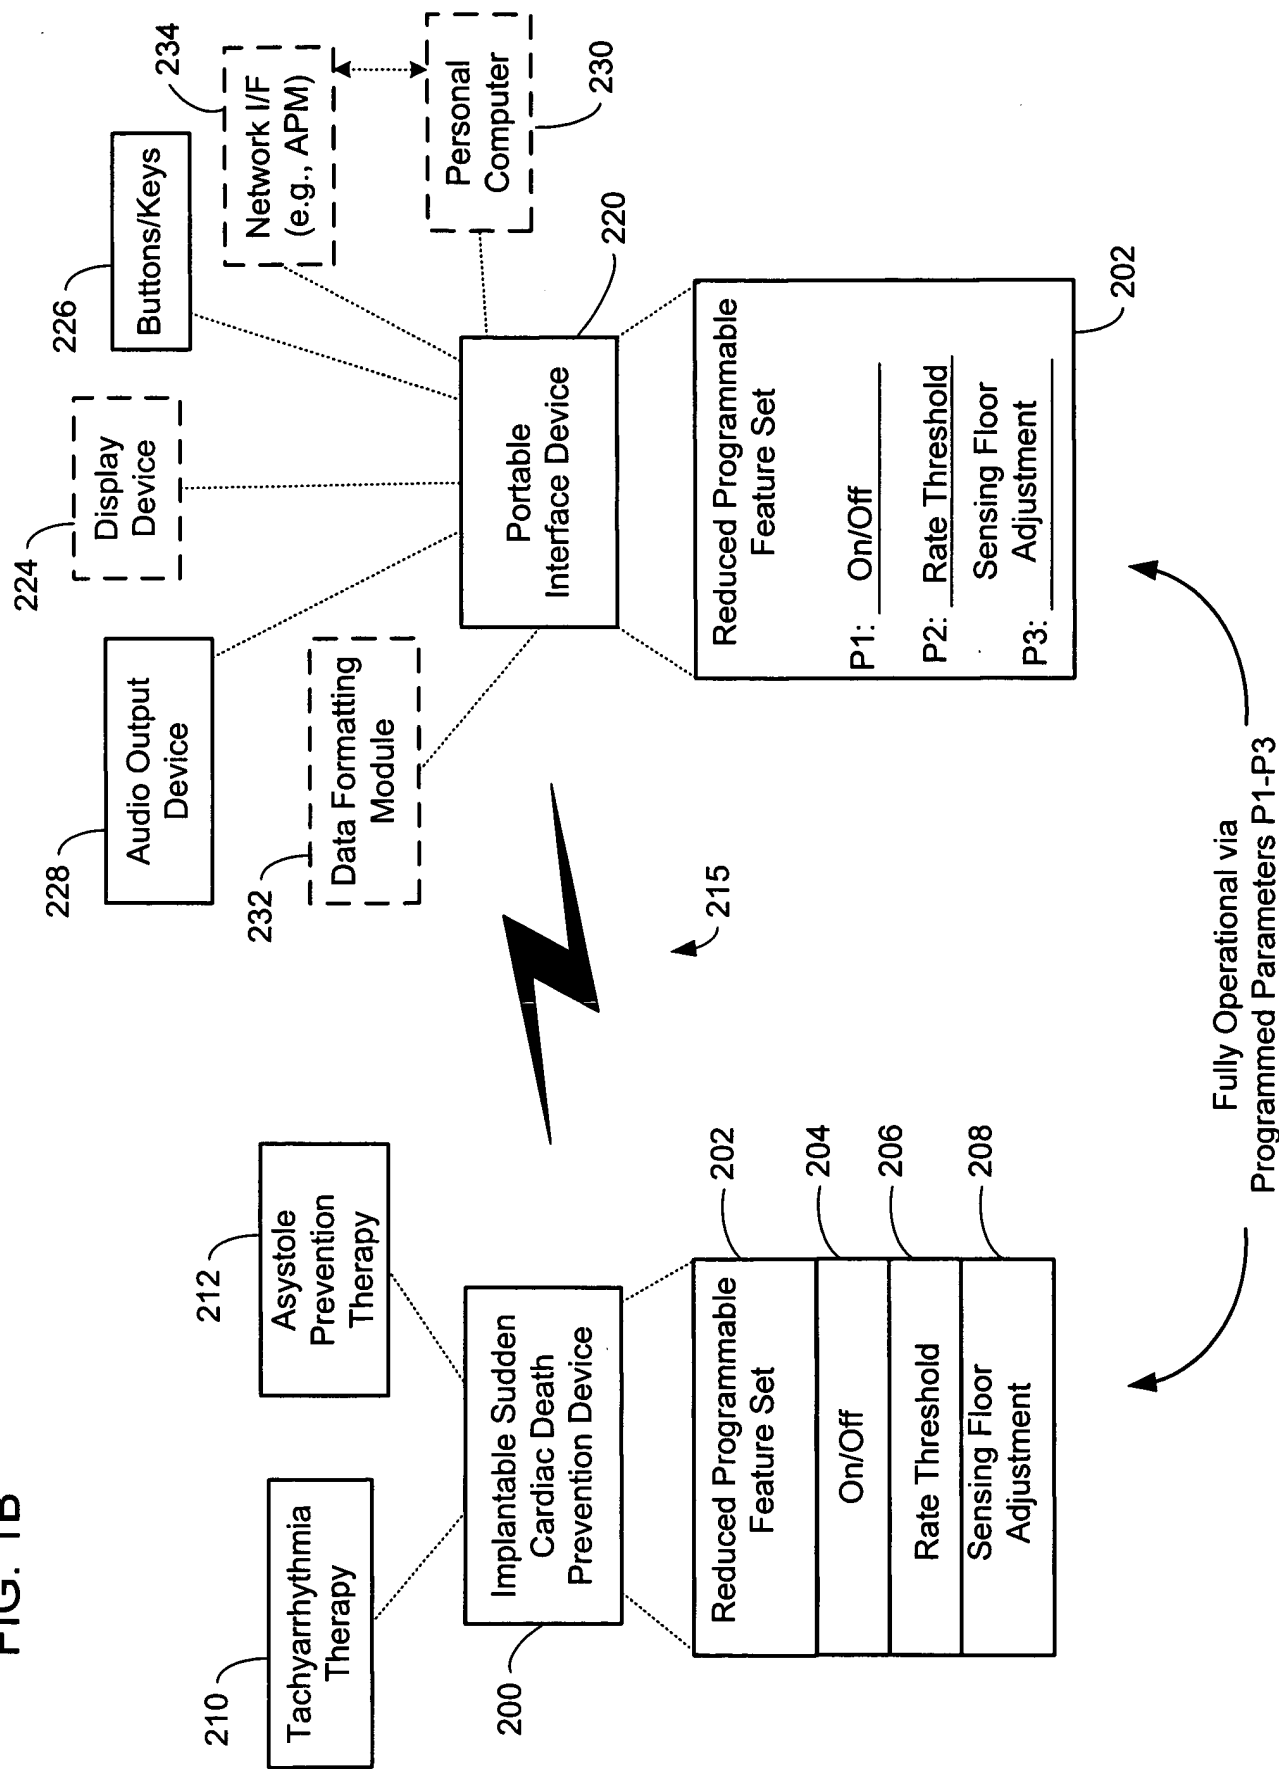 FIG. 1B
210
Tachyarrhythmia
Therapy
212
Asystole
Prevention
Therapy
Implantable Sudden
Cardiac Death
Prevention Device
200
Reduced Programmable
Feature Set
202
On/Off
204
Rate Threshold
206
Sensing Floor
Adjustment
208
215
228
Audio Output
Device
224
Display
Device
226
Buttons/Keys
234
Network I/F
(e.g., APM)
Personal
Computer
230
232
Data Formatting
Module
Portable
Interface Device
220
Reduced Programmable
Feature Set
P1: On/Off
P2: Rate Threshold
Sensing Floor
P3: Adjustment
202
Fully Operational via
Programmed Parameters P1-P3